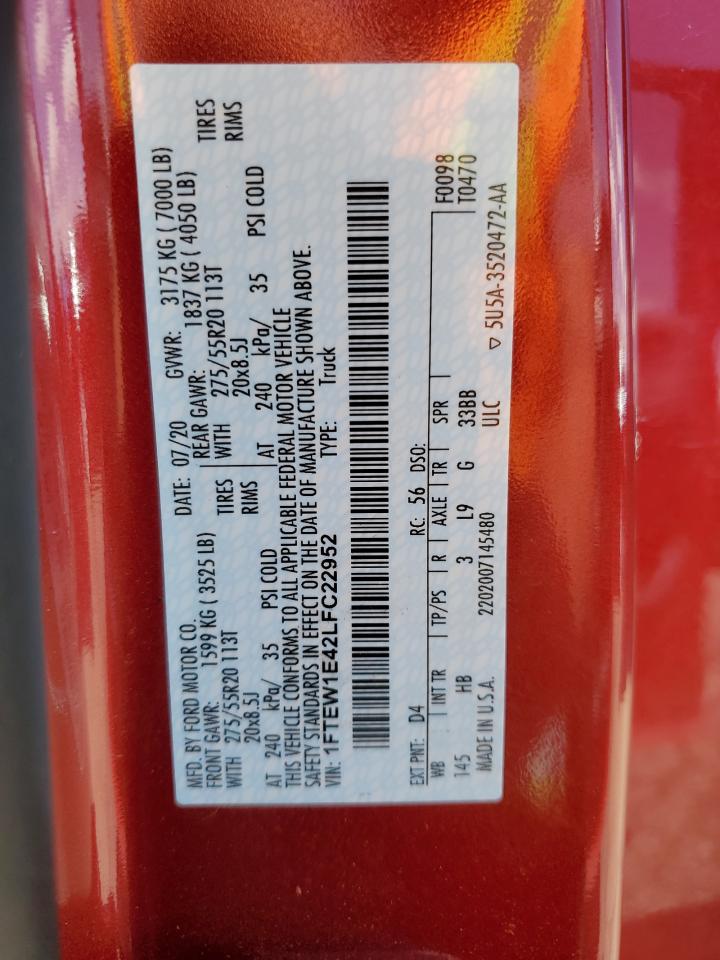 MFD. BY FORD MOTOR CO. DATE: 07/20 GVWR: 3175 KG ( 7000 LB)
FRONT GAWR: 1599 KG ( 3525 LB) REAR GAWR: 1837 KG ( 4050 LB)
WITH 275/55R20 113T TIRES WITH 275/55R20 113T TIRES
20x8.5J RIMS 20x8.5J RIMS
AT 240 kPa/ 35 PSI COLD AT 240 kPa/ 35 PSI COLD
THIS VEHICLE CONFORMS TO ALL APPLICABLE FEDERAL MOTOR VEHICLE
SAFETY STANDARDS IN EFFECT ON THE DATE OF MANUFACTURE SHOWN ABOVE.
VIN: 1FTEW1E42LFC22952 TYPE: Truck
EXT PNT: D4 RC: 56 DSO:
WB INT TR TP/PS R AXLE TR SPR F0098
145 HB 3 L9 G 33BB T0470
MADE IN U.S.A. 2202007145480 ULC ▽ 5U5A-3520472-AA